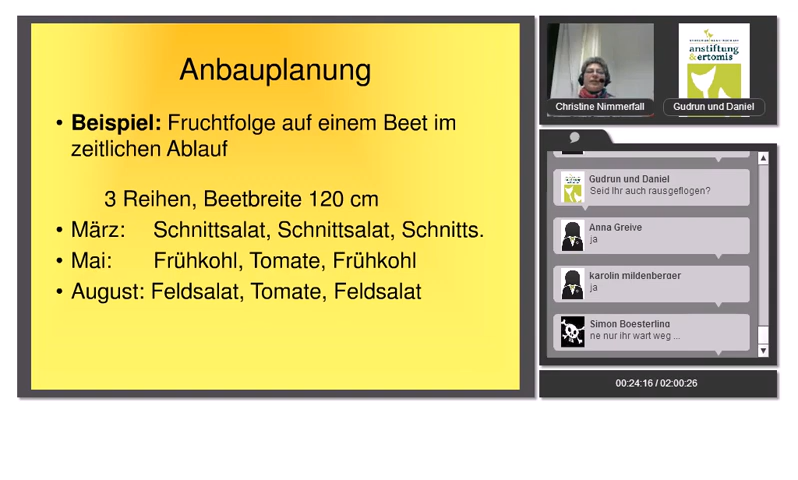 Anbauplanung
• Beispiel: Fruchtfolge auf einem Beet im
zeitlichen Ablauf
3 Reihen, Beetbreite 120 cm
• März: Schnittsalat, Schnittsalat, Schnitts.
• Mai: Frühkohl, Tomate, Frühkohl
• August: Feldsalat, Tomate, Feldsalat
Christine Nimmerfall
anstiftung
&ertomis
Gudrun und Daniel
Gudrun und Daniel
Seid Ihr auch rausgeflogen?
Anna Greive
ja
karolin mildenberger
ja
Simon Boesterling
ne nur ihr wart weg ...
00:24:16 / 02:00:26